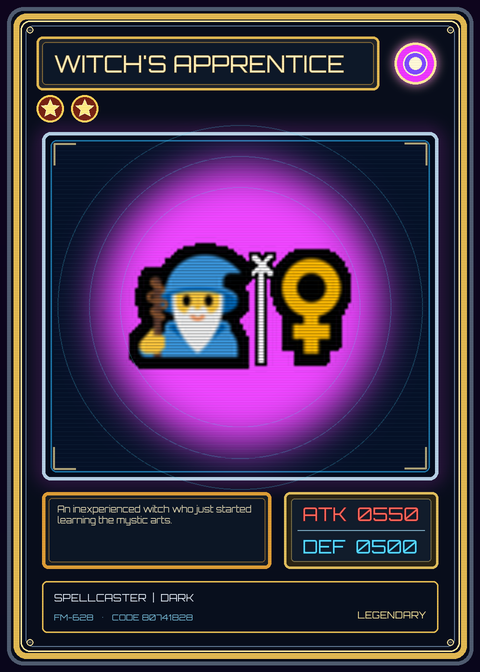 WITCH'S APPRENTICE
An inexperienced witch who just started
learning the mystic arts.
ATK 0550
DEF 0500
SPELLCASTER | DARK
FM-628 · CODE 80741828
LEGENDARY